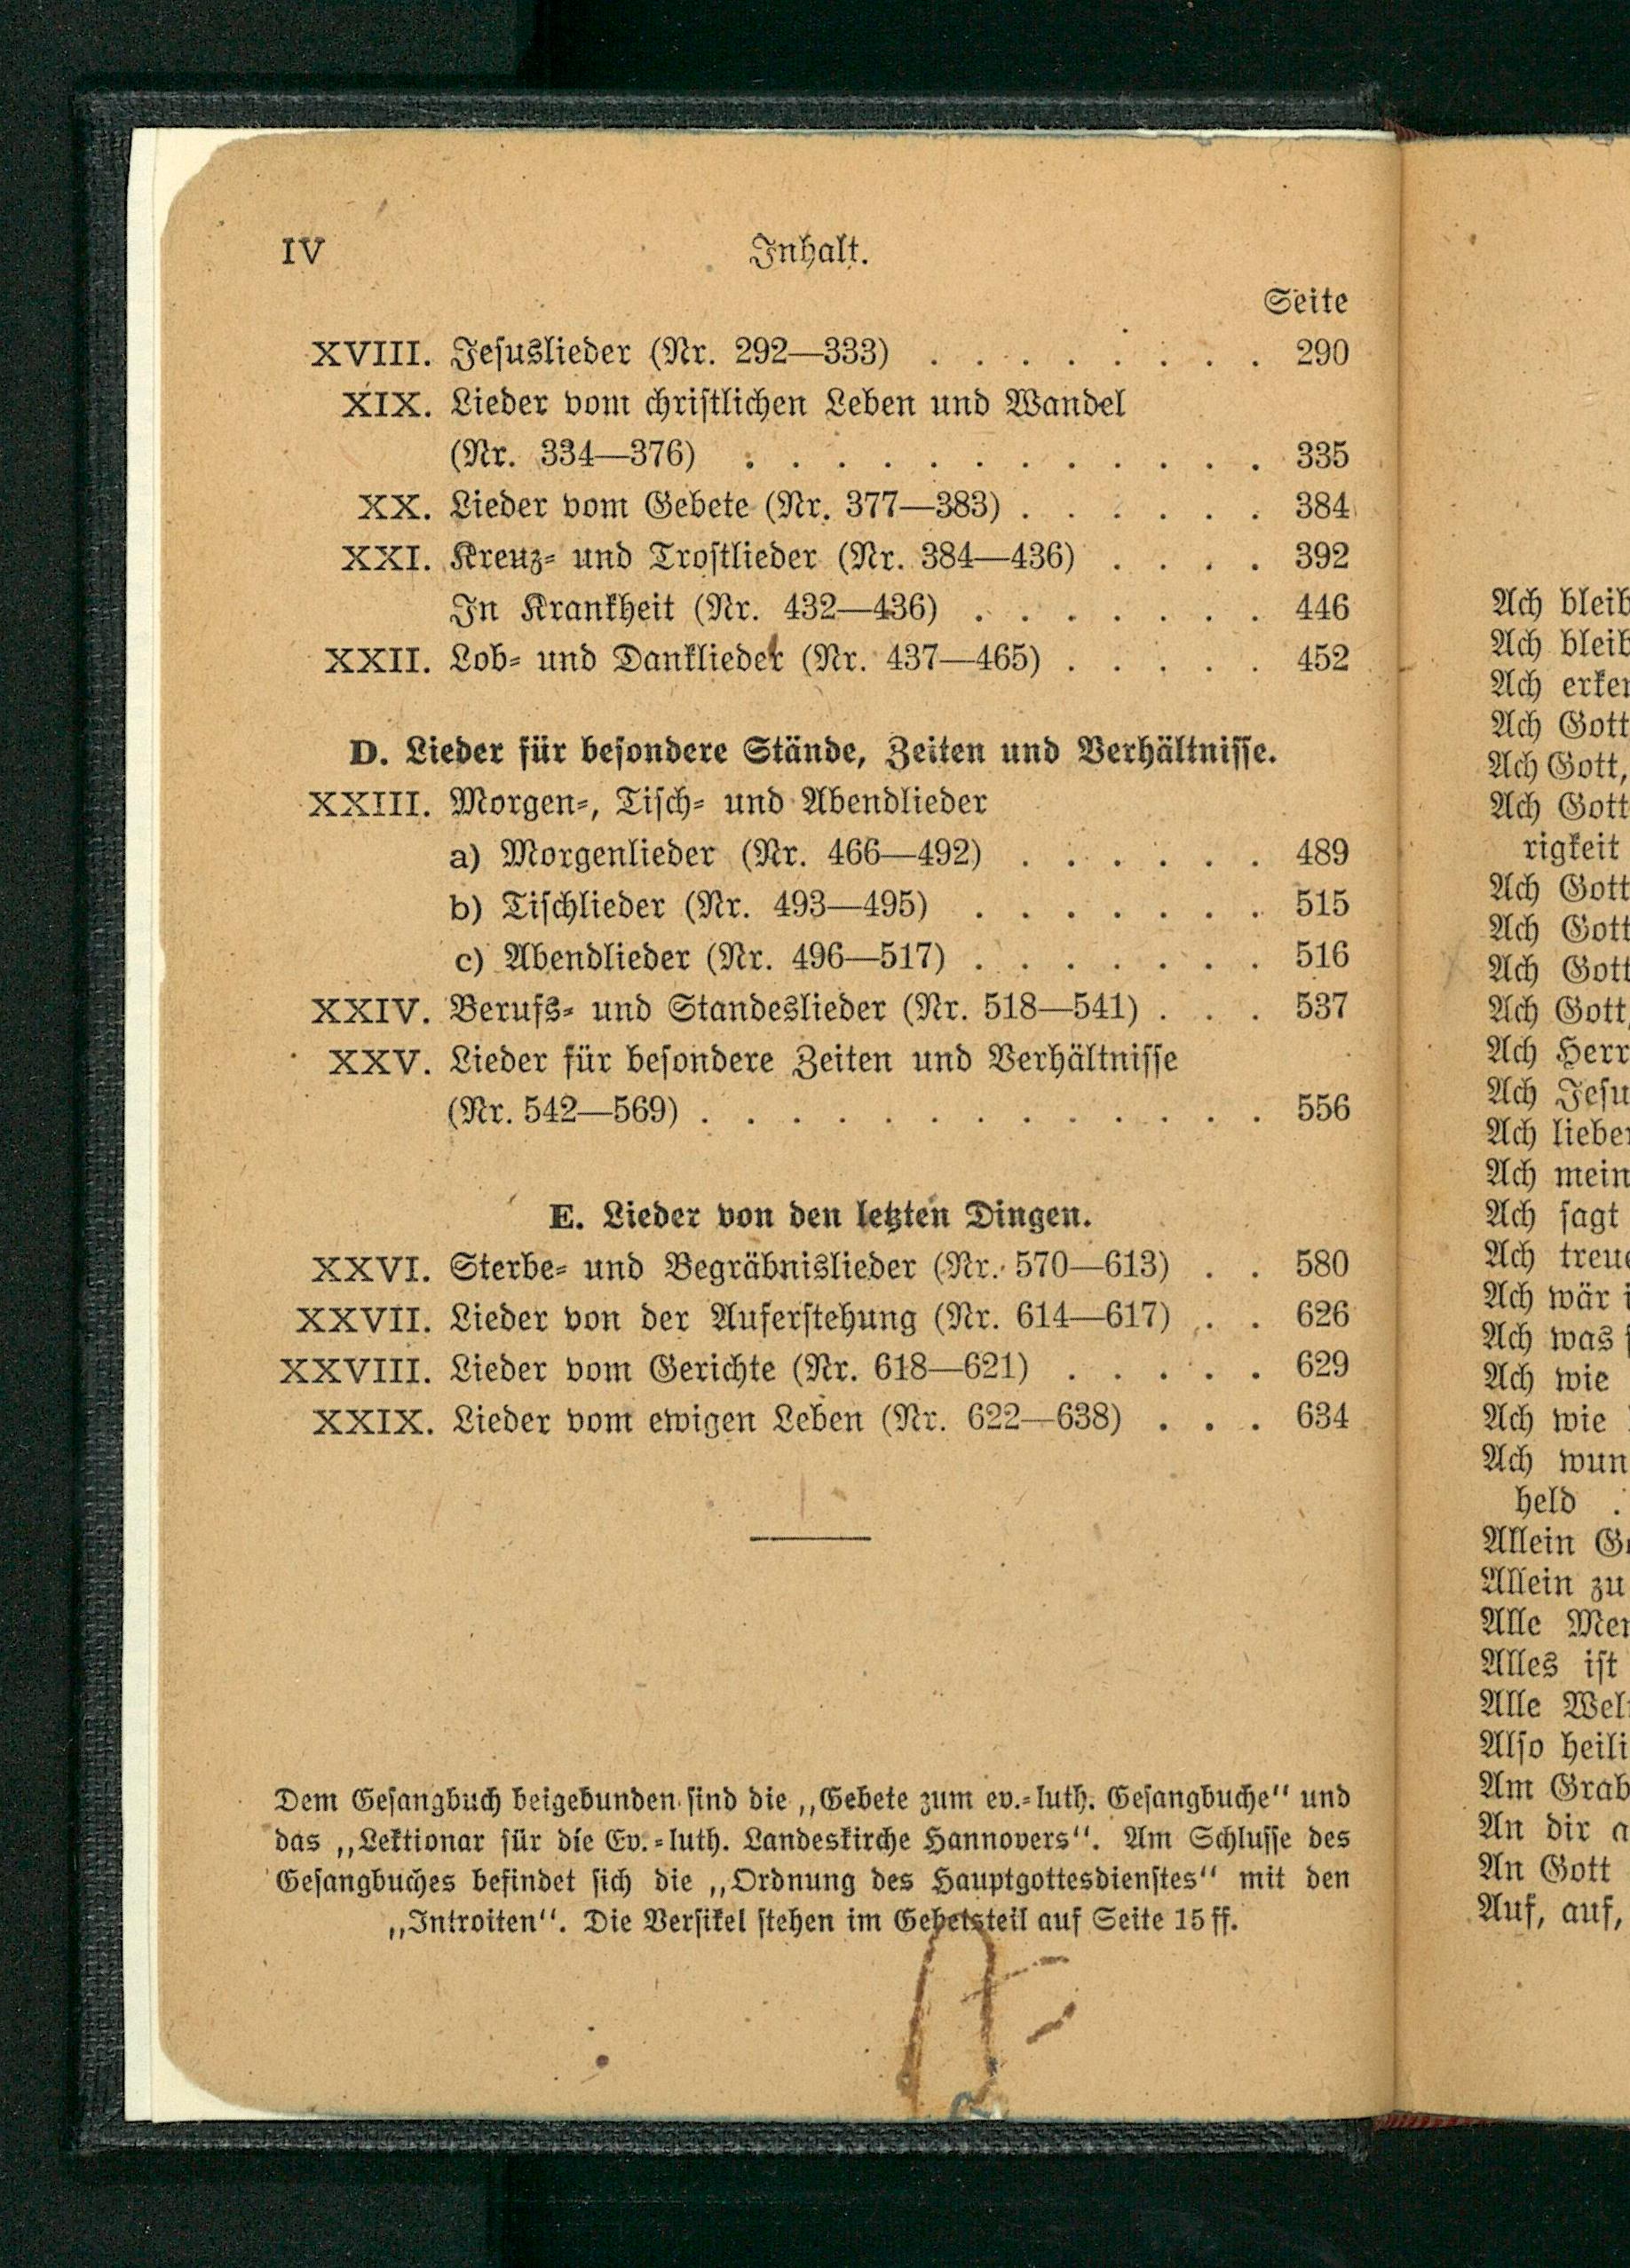 IV Inhalt.
Seite
XVIII. Jesuslieder (Nr. 292—333) . . . . . . . . 290
XIX. Lieder vom christlichen Leben und Wandel
(Nr. 334—376) . . . . . . . . . . . . 335
XX. Lieder vom Gebete (Nr. 377—383) . . . . . . 384
XXI. Kreuz- und Trostlieder (Nr. 384—436) . . . . 392
In Krankheit (Nr. 432—436) . . . . . . . 446
XXII. Lob- und Danklieder (Nr. 437—465) . . . . . 452
D. Lieder für besondere Stände, Zeiten und Verhältnisse.
XXIII. Morgen-, Tisch- und Abendlieder
a) Morgenlieder (Nr. 466—492) . . . . . . 489
b) Tischlieder (Nr. 493—495) . . . . . . . 515
c) Abendlieder (Nr. 496—517) . . . . . . . 516
XXIV. Berufs- und Standeslieder (Nr. 518—541) . . . 537
XXV. Lieder für besondere Zeiten und Verhältnisse
(Nr. 542—569) . . . . . . . . . . . . . 556
E. Lieder von den letzten Dingen.
XXVI. Sterbe- und Begräbnislieder (Nr. 570—613) . . 580
XXVII. Lieder von der Auferstehung (Nr. 614—617) . . 626
XXVIII. Lieder vom Gerichte (Nr. 618—621) . . . . . 629
XXIX. Lieder vom ewigen Leben (Nr. 622—638) . . . 634
Dem Gesangbuch beigebunden sind die „Gebete zum ev.-luth. Gesangbuche" und
das „Lektionar für die Ev.-luth. Landeskirche Hannovers". Am Schlusse des
Gesangbuches befindet sich die „Ordnung des Hauptgottesdienstes" mit den
„Introiten". Die Versikel stehen im Gebetsteil auf Seite 15 ff.
Ach bleib
Ach bleib
Ach
Ach Gott
Ach Gott,
Ach Gott
rigkeit
Ach Gott
Ach Gott
Ach Gott
Ach Gott,
Ach Herr
Ach Jesu
Ach
Ach mein
Ach sagt
Ach
Ach wär
Ach was
Ach wie
Ach wie
Ach
held .
Allein
Allein zu
Alle
Alles ist
Alle
Also
Am
An dir
An Gott
Auf, auf,